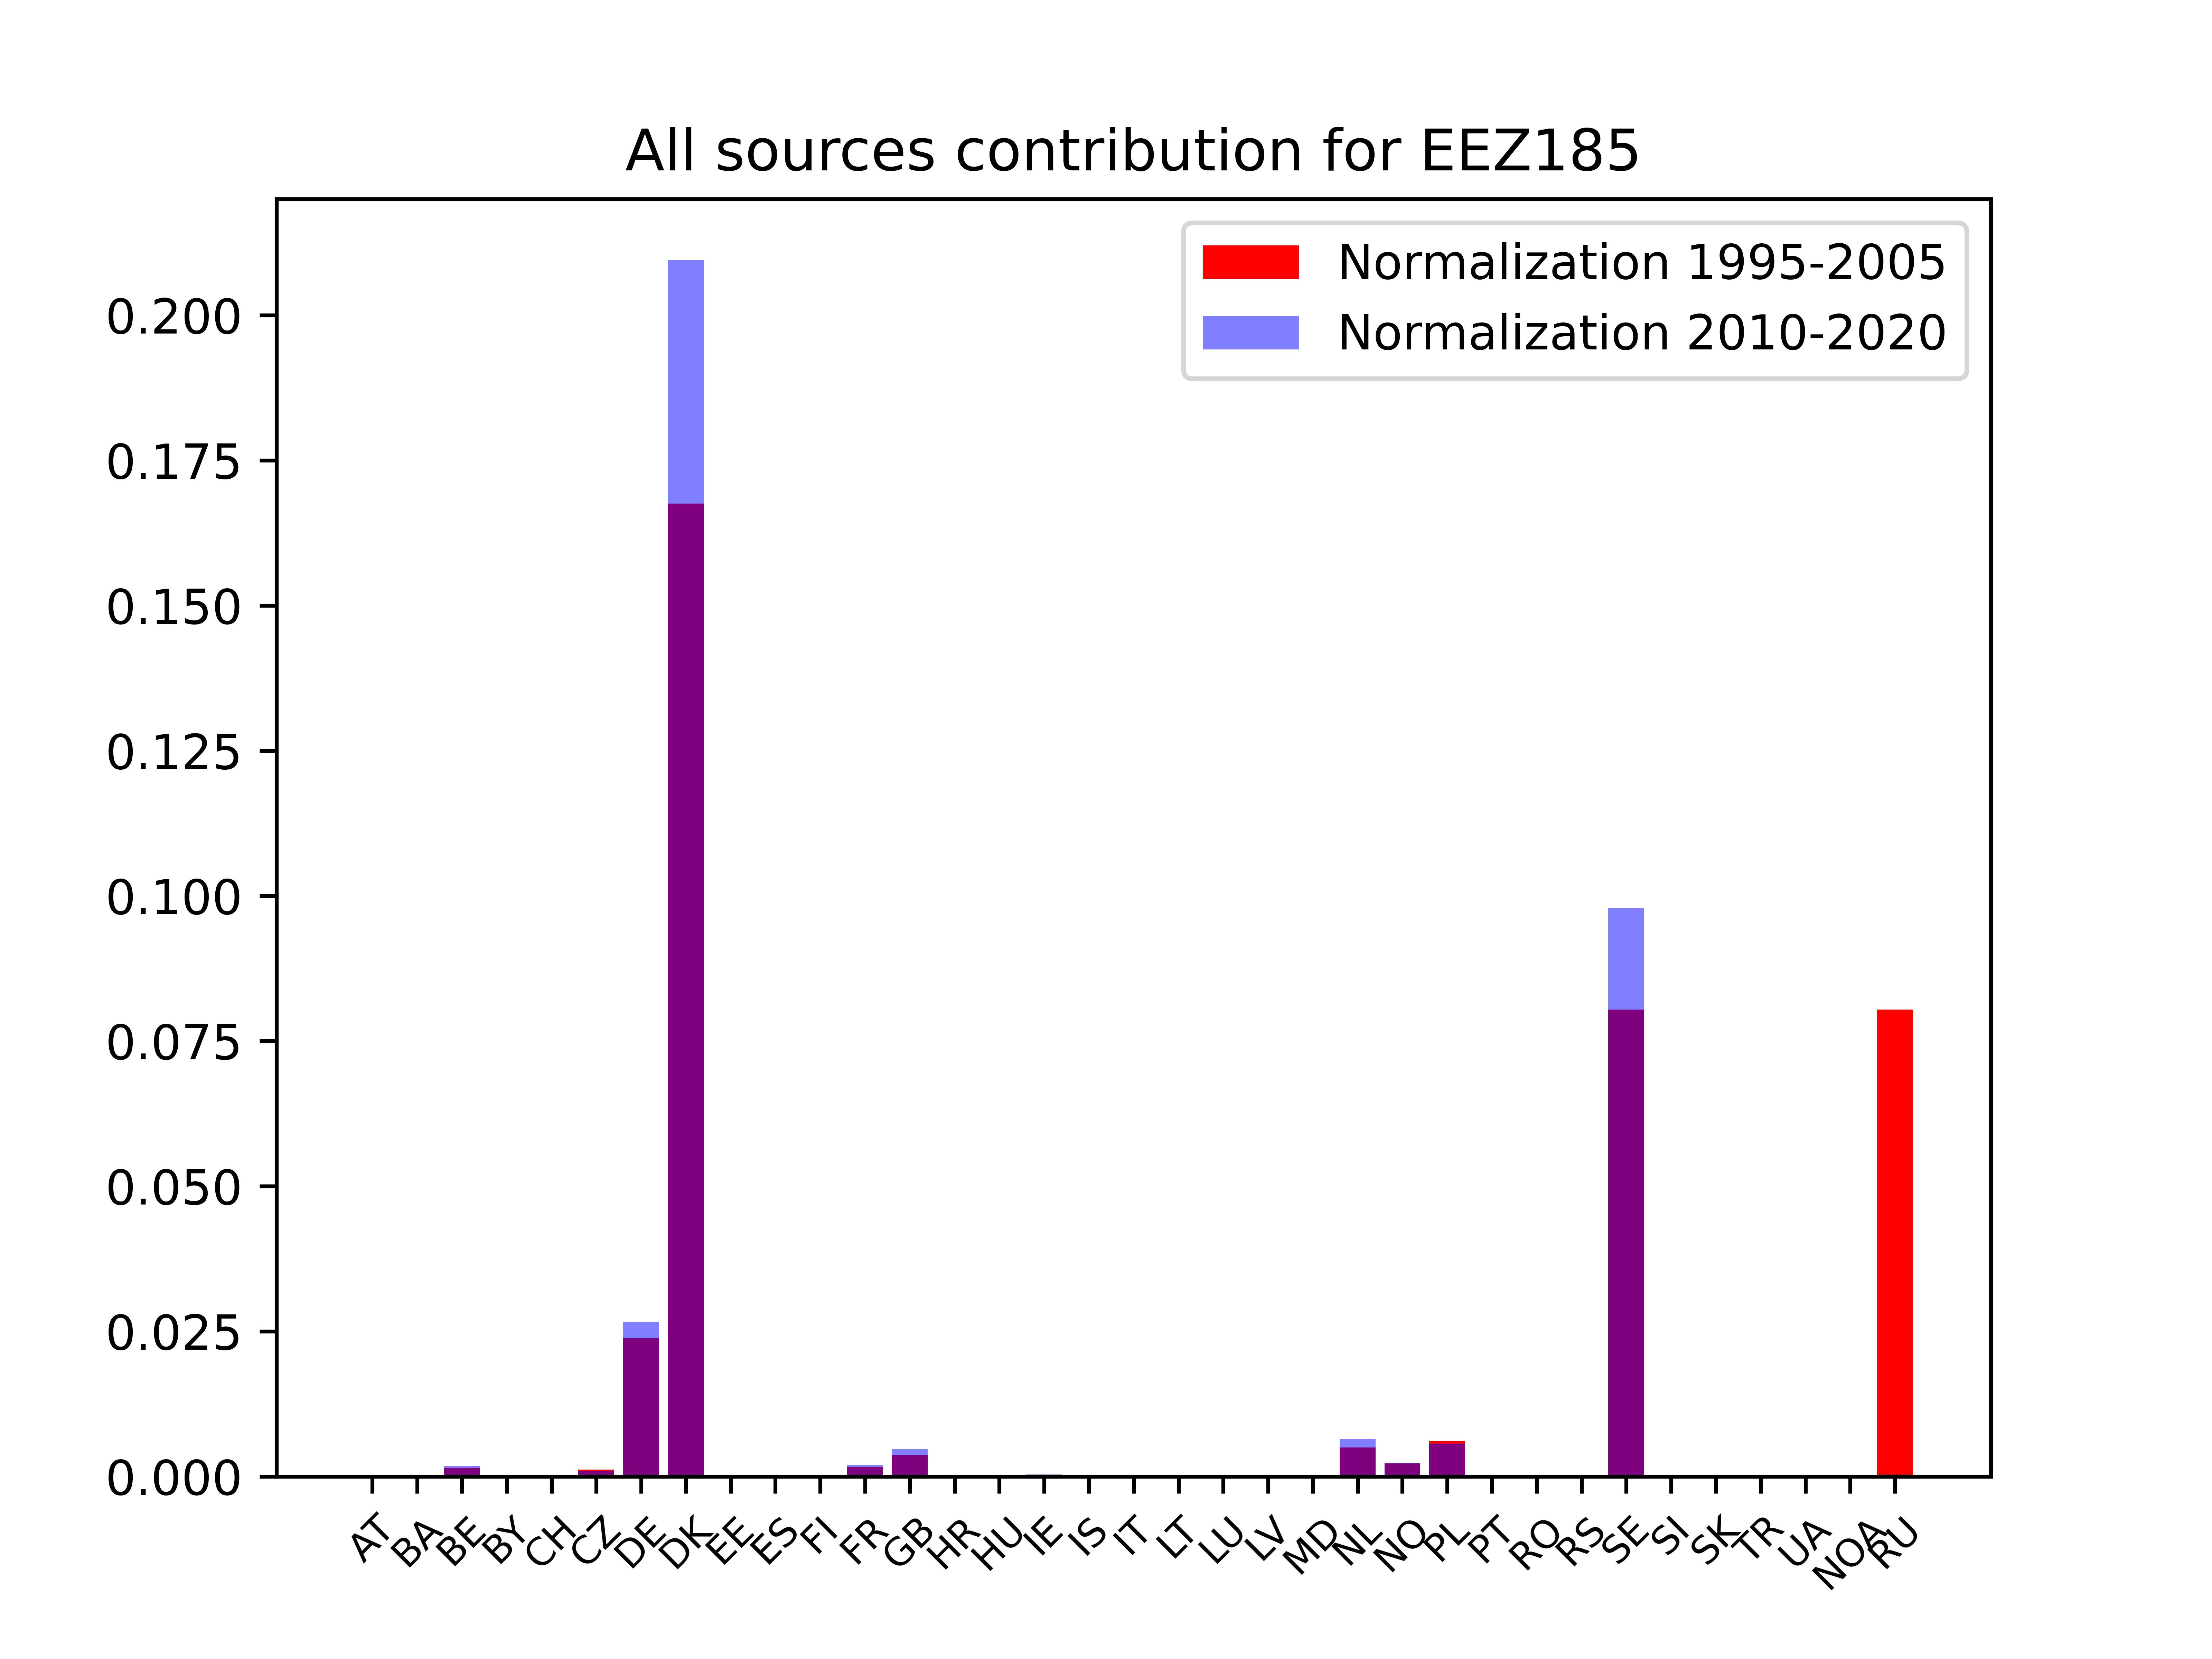 All sources contribution for EEZ185
Normalization 1995-2005
Normalization 2010-2020
0.200
0.175
0.150
0.125
0.100
0.075
0.050
0.025
0.000
AT BA BE BY CH CZ DE DK EE ES FI FR GB HR HU IE IS IT LT LU LV MD NL NO PL PT RO RS SE SI SK TR UA NOA RU